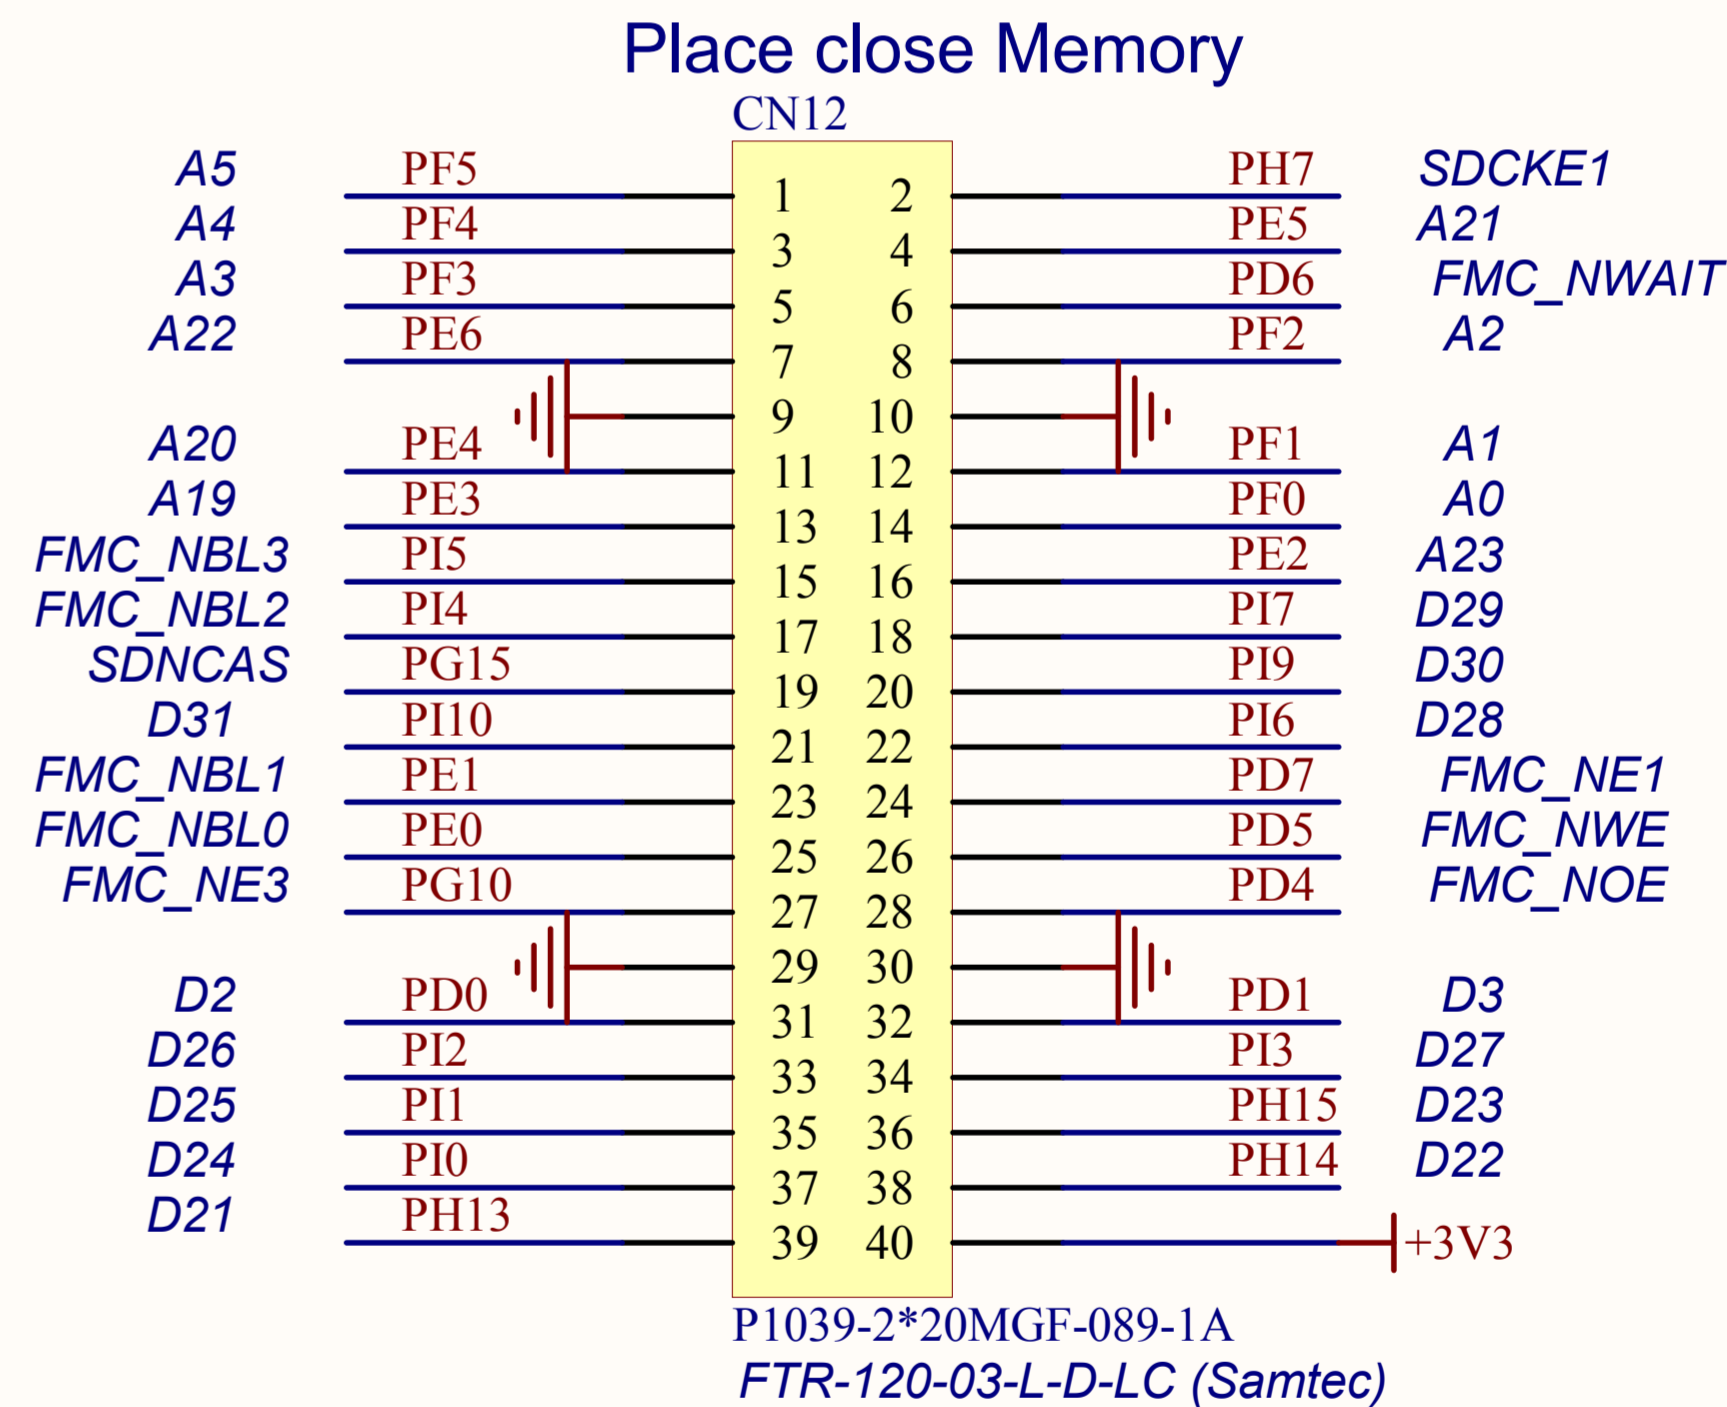 Place close Memory
CN12
A5 PF5 1 2 PH7 SDCKE1
A4 PF4 3 4 PE5 A21
A3 PF3 5 6 PD6 FMC_NWAIT
A22 PE6 7 8 PF2 A2
9 10
A20 PE4 11 12 PF1 A1
A19 PE3 13 14 PF0 A0
FMC_NBL3 PI5 15 16 PE2 A23
FMC_NBL2 PI4 17 18 PI7 D29
SDNCAS PG15 19 20 PI9 D30
D31 PI10 21 22 PI6 D28
FMC_NBL1 PE1 23 24 PD7 FMC_NE1
FMC_NBL0 PE0 25 26 PD5 FMC_NWE
FMC_NE3 PG10 27 28 PD4 FMC_NOE
29 30
D2 PD0 31 32 PD1 D3
D26 PI2 33 34 PI3 D27
D25 PI1 35 36 PH15 D23
D24 PI0 37 38 PH14 D22
D21 PH13 39 40 +3V3
P1039-2*20MGF-089-1A
FTR-120-03-L-D-LC (Samtec)